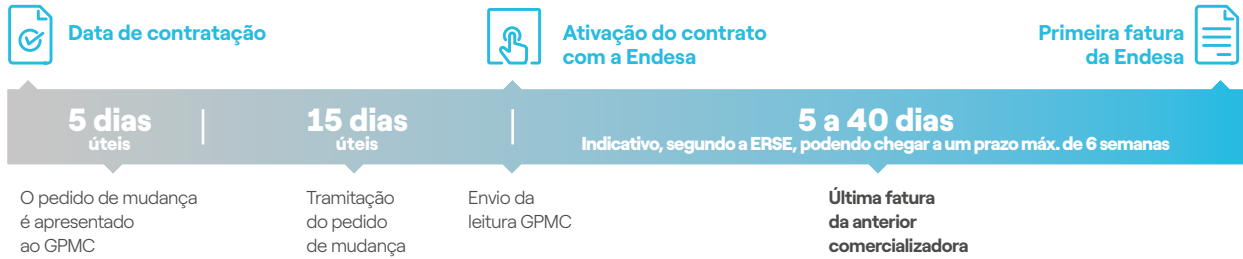 Data de contratação
Ativação do contrato
com a Endesa
Primeira fatura
da Endesa
5 dias
úteis
15 dias
úteis
5 a 40 dias
Indicativo, segundo a ERSE, podendo chegar a um prazo máx. de 6 semanas
O pedido de mudança
é apresentado
ao GPMC
Tramitação
do pedido
de mudança
Envio da
leitura GPMC
Última fatura
da anterior
comercializadora